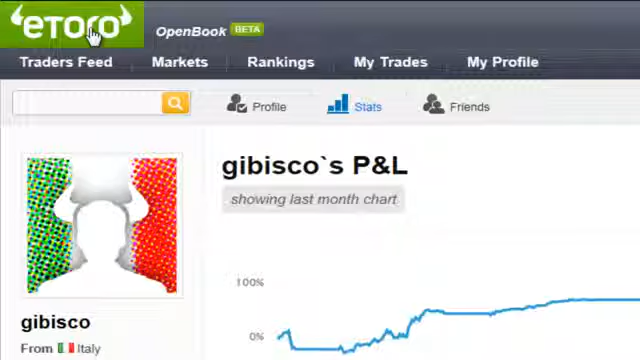 eTORO OpenBook BETA
Traders Feed Markets Rankings My Trades My Profile
Profile Stats Friends
gibisco`s P&L
showing last month chart
100%
0%
gibisco
From Italy